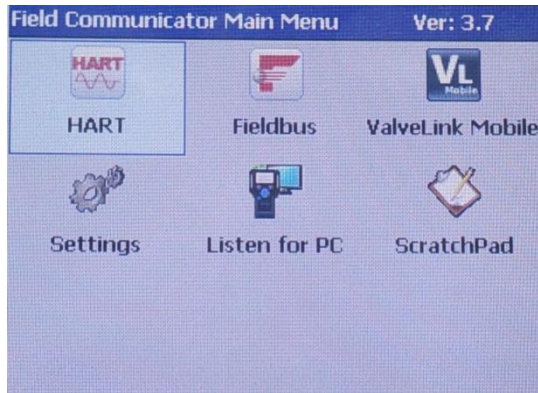 Field Communicator Main Menu Ver: 3.7
HART
VL
Mobile
HART Fieldbus ValveLink Mobile
Settings Listen for PC ScratchPad